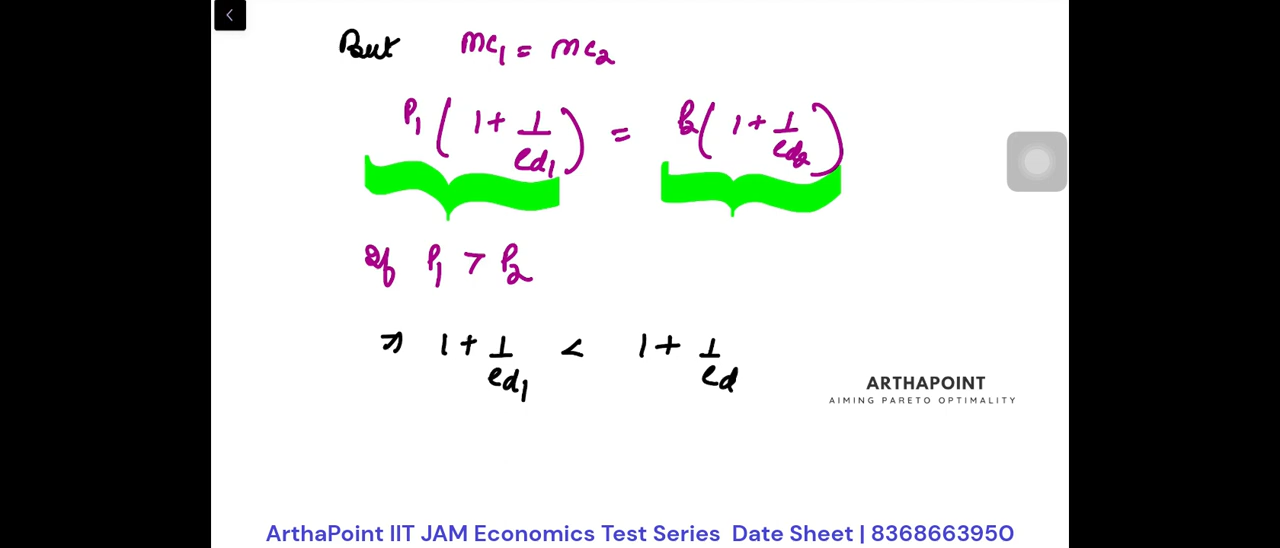 But MC1 = MC2
P1 ( 1 + 1/ed1 ) = P2 ( 1 + 1/ed2 )
If P1 > P2
⇒ 1 + 1/ed1 < 1 + 1/ed
ARTHAPOINT
AIMING PARETO OPTIMALITY
ArthaPoint IIT JAM Economics Test Series Date Sheet | 8368663950